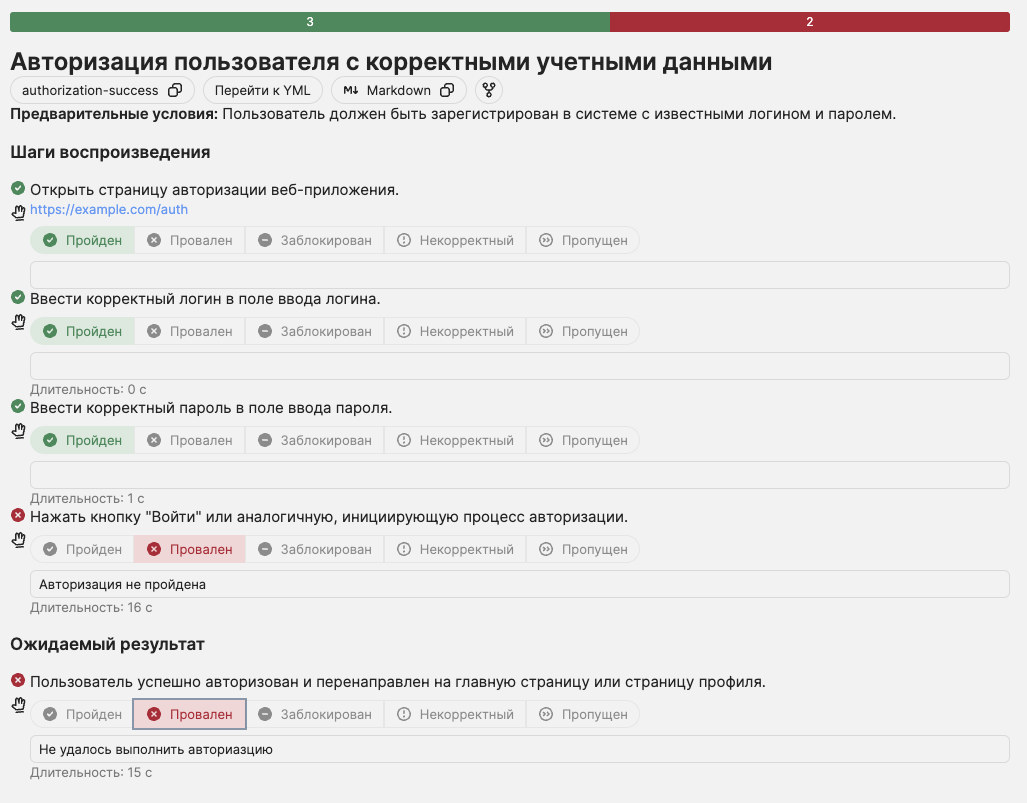 3 2
Авторизация пользователя с корректными учетными данными
authorization-success Перейти к YML M↓ Markdown
Предварительные условия: Пользователь должен быть зарегистрирован в системе с известными логином и паролем.
Шаги воспроизведения
Открыть страницу авторизации веб-приложения.
https://example.com/auth
Пройден Провален Заблокирован Некорректный Пропущен
Ввести корректный логин в поле ввода логина.
Пройден Провален Заблокирован Некорректный Пропущен
Длительность: 0 с
Ввести корректный пароль в поле ввода пароля.
Пройден Провален Заблокирован Некорректный Пропущен
Длительность: 1 с
Нажать кнопку "Войти" или аналогичную, инициирующую процесс авторизации.
Пройден Провален Заблокирован Некорректный Пропущен
Авторизация не пройдена
Длительность: 16 с
Ожидаемый результат
Пользователь успешно авторизован и перенаправлен на главную страницу или страницу профиля.
Пройден Провален Заблокирован Некорректный Пропущен
Не удалось выполнить авториазцию
Длительность: 15 с